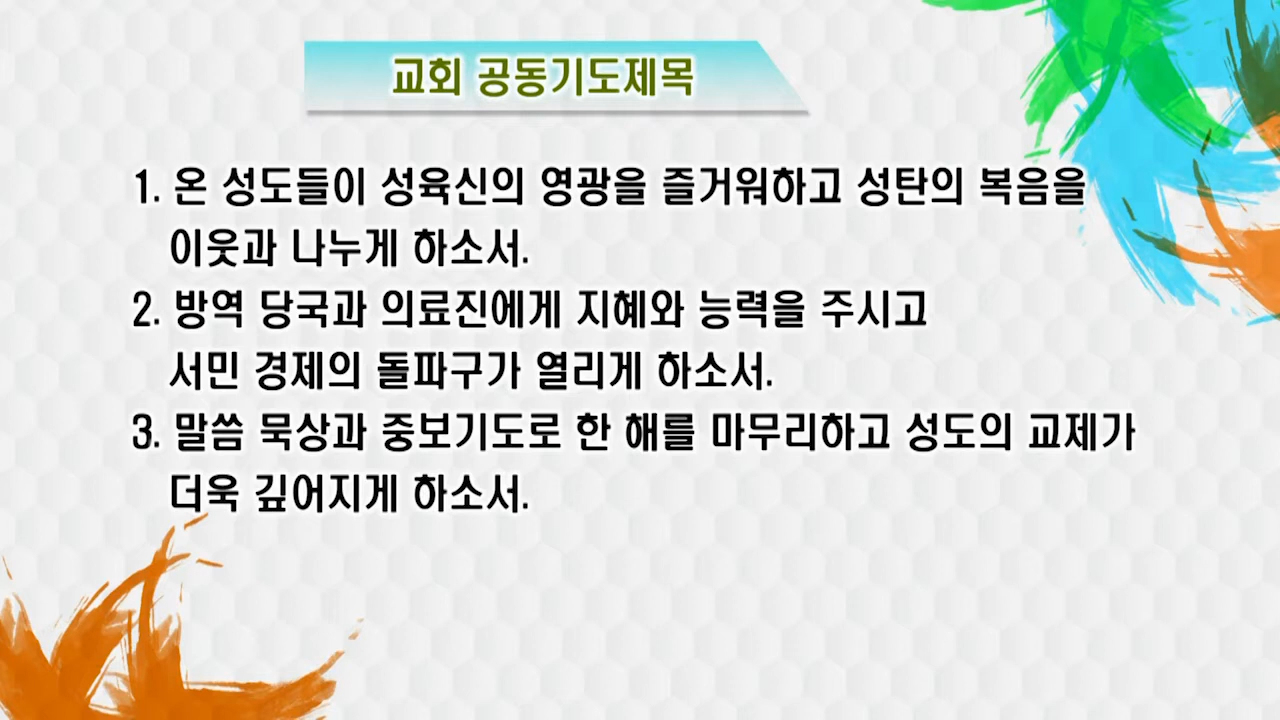 교회 공동기도제목
1. 온 성도들이 성육신의 영광을 즐거워하고 성탄의 복음을
이웃과 나누게 하소서.
2. 방역 당국과 의료진에게 지혜와 능력을 주시고
서민 경제의 돌파구가 열리게 하소서.
3. 말씀 묵상과 중보기도로 한 해를 마무리하고 성도의 교제가
더욱 깊어지게 하소서.